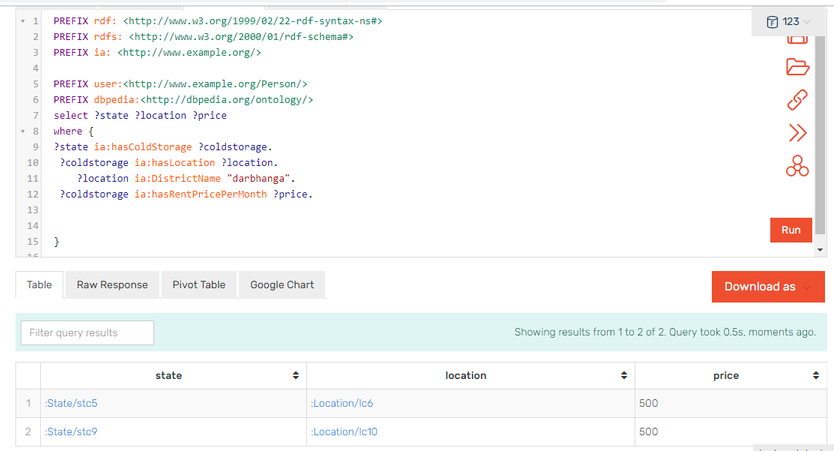 1 PREFIX rdf: <http://www.w3.org/1999/02/22-rdf-syntax-ns#>
123
2 PREFIX rdfs: <http://www.w3.org/2000/01/rdf-schema#>
3 PREFIX ia: <http://www.example.org/>
4
5 PREFIX user:<http://www.example.org/Person/>
6 PREFIX dbpedia:<http://dbpedia.org/ontology/>
7 select ?state ?location ?price
8 where {
9 ?state ia:hasColdStorage ?coldstorage.
10 ?coldstorage ia:hasLocation ?location.
11 ?location ia:DistrictName "darbhanga".
12 ?coldstorage ia:hasRentPricePerMonth ?price.
13
14
Run
15 }
16
Table Raw Response Pivot Table Google Chart Download as
Filter query results Showing results from 1 to 2 of 2. Query took 0.5s, moments ago.
state location price
1 :State/stc5 :Location/lc6 500
2 :State/stc9 :Location/lc10 500